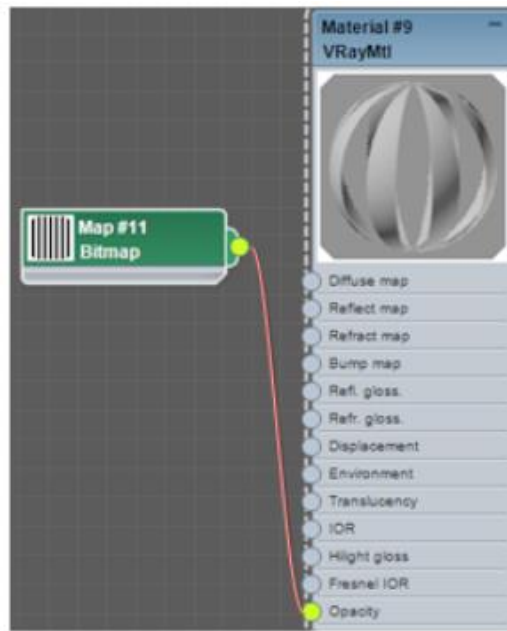 Material #9
VRayMtl
Map #11
Bitmap
Diffuse map
Reflect map
Refract map
Bump map
Refl. gloss.
Refr. gloss.
Displacement
Environment
Translucency
IOR
Hilight gloss
Fresnel IOR
Opacity